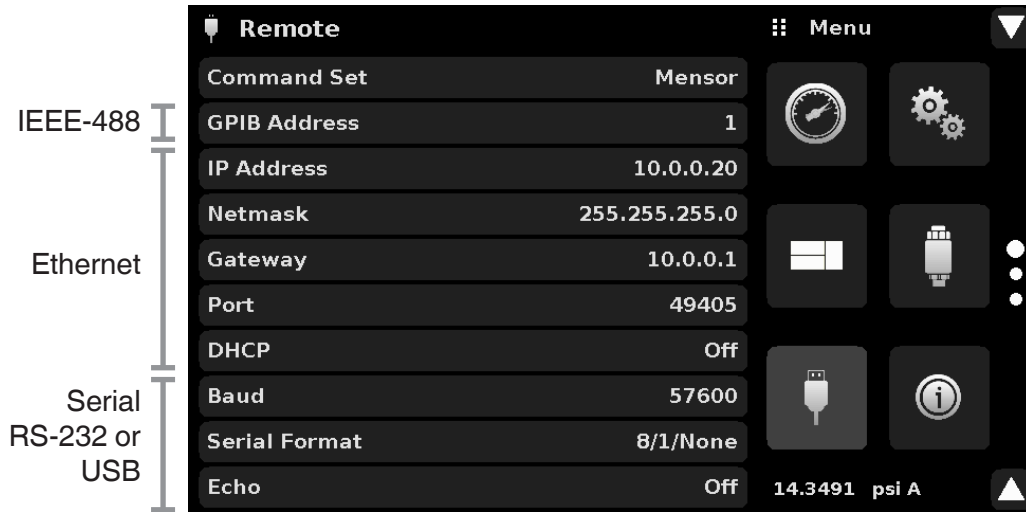 Remote
Menu
Command Set Mensor
IEEE-488
GPIB Address 1
IP Address 10.0.0.20
Netmask 255.255.255.0
Ethernet
Gateway 10.0.0.1
Port 49405
DHCP Off
Serial
RS-232 or
USB
Baud 57600
Serial Format 8/1/None
Echo Off
14.3491 psi A